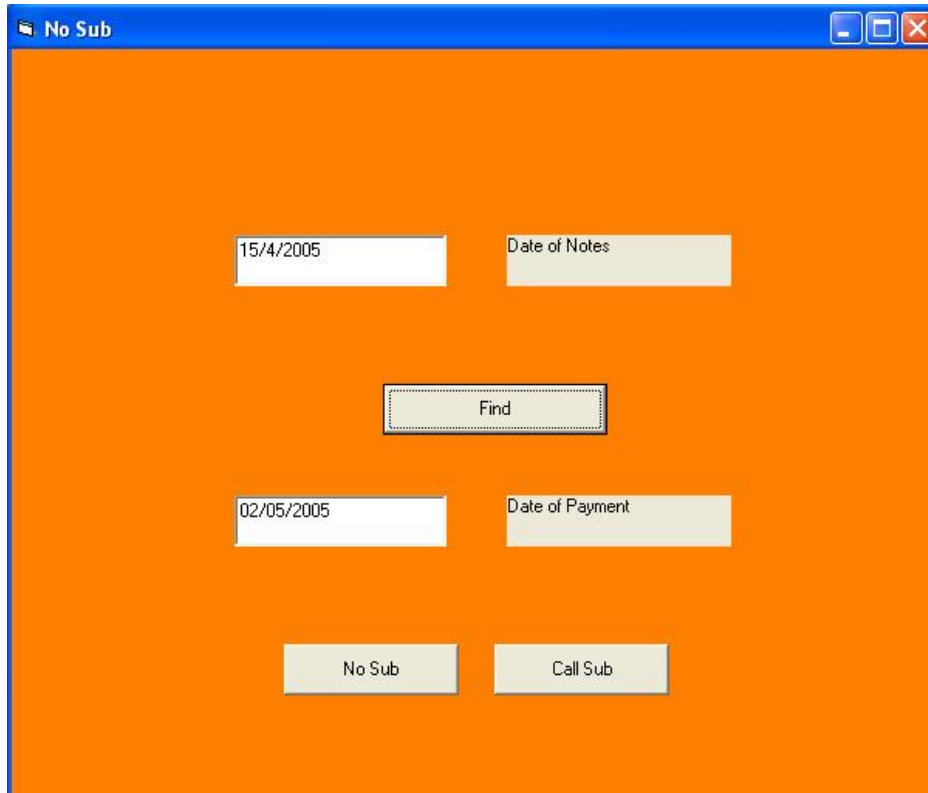 No Sub
15/4/2005
Date of Notes
Find
02/05/2005
Date of Payment
No Sub
Call Sub